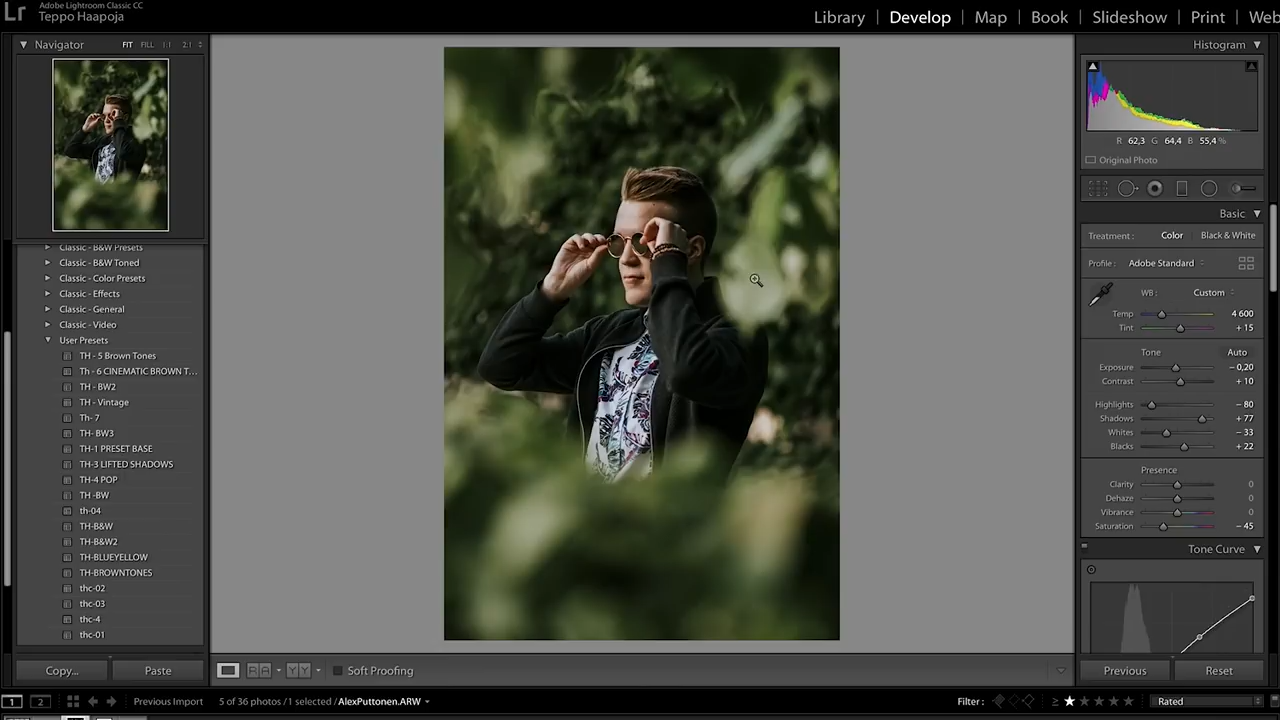 Lr
Adobe Lightroom Classic CC
Teppo Haapoja
Library | Develop | Map | Book | Slideshow | Print | Web
Navigator FIT FILL 1:1 2:1
Classic - B&W Presets
Classic - B&W Toned
Classic - Color Presets
Classic - Effects
Classic - General
Classic - Video
User Presets
TH - 5 Brown Tones
Th - 6 CINEMATIC BROWN T...
TH - BW2
TH - Vintage
Th- 7
TH- BW3
TH-1 PRESET BASE
TH-3 LIFTED SHADOWS
TH-4 POP
TH -BW
th-04
TH-B&W
TH-B&W2
TH-BLUEYELLOW
TH-BROWNTONES
thc-02
thc-03
thc-4
thc-01
Copy... Paste
Soft Proofing
Histogram
R 62,3 G 64,4 B 55,4 %
Original Photo
Basic
Treatment : Color Black & White
Profile : Adobe Standard
WB : Custom
Temp 4 600
Tint + 15
Tone Auto
Exposure − 0,20
Contrast + 10
Highlights − 80
Shadows + 77
Whites − 33
Blacks + 22
Presence
Clarity 0
Dehaze 0
Vibrance 0
Saturation − 45
Tone Curve
Previous Reset
1 2 Previous Import 5 of 36 photos / 1 selected / AlexPuttonen.ARW Filter : ≥ Rated